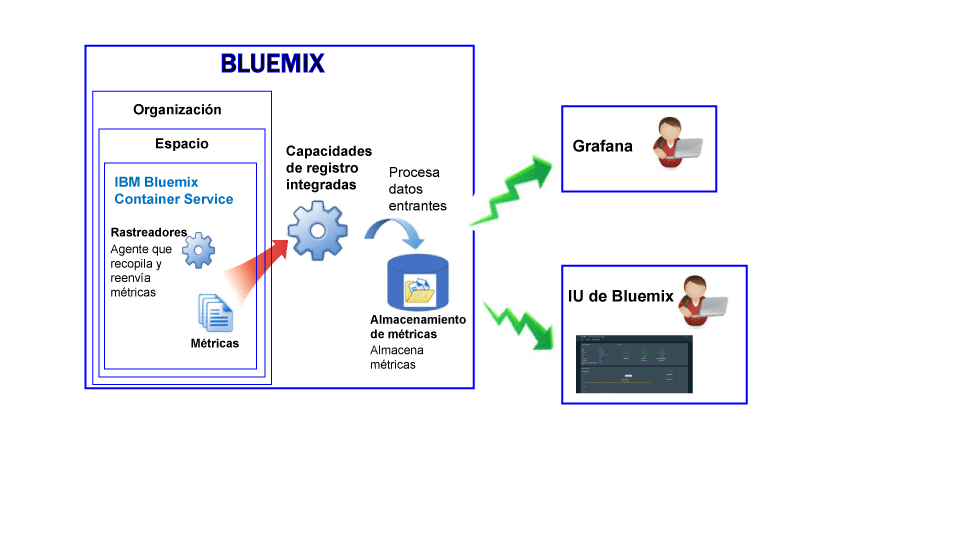 BLUEMIX
Organización
Espacio
IBM Bluemix
Container Service
Rastreadores
Agente que
recopila y
reenvía
métricas
Métricas
Capacidades
de registro
integradas
Procesa
datos
entrantes
Almacenamiento
de métricas
Almacena
métricas
Grafana
IU de Bluemix